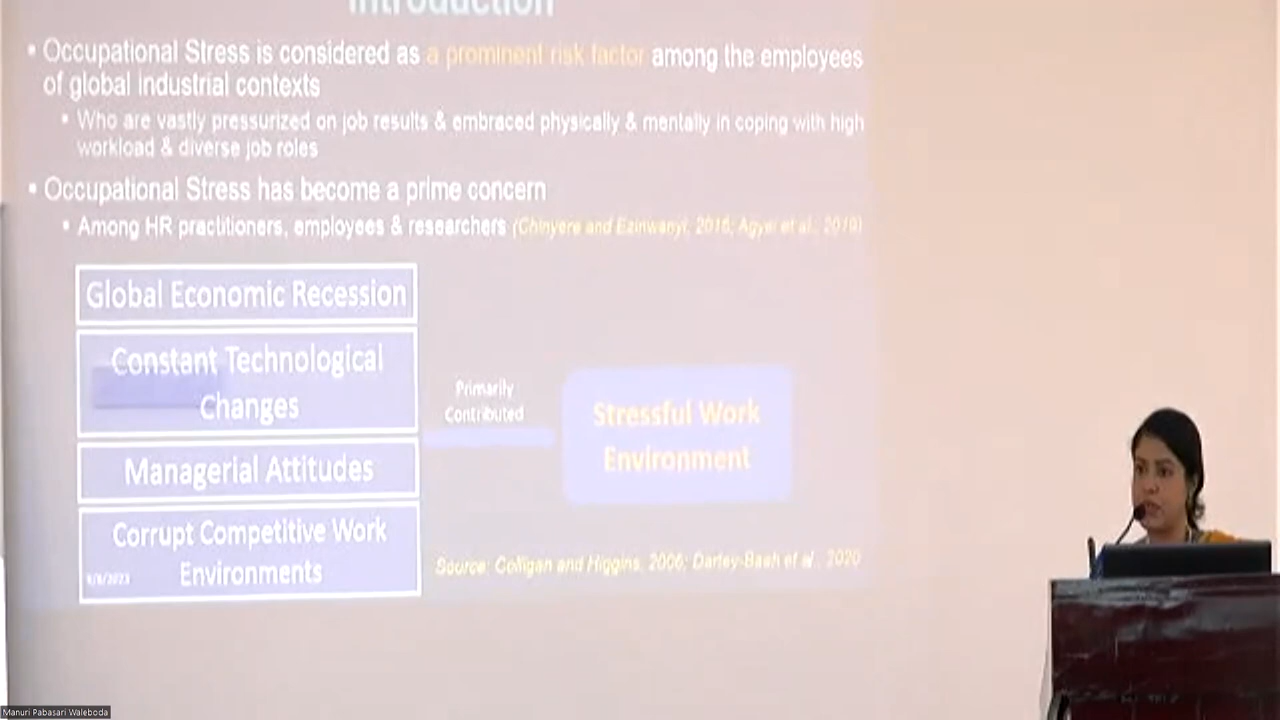 Introduction
▪ Occupational Stress is considered as a prominent risk factor among the employees
of global industrial contexts
▪ Who are vastly pressurized on job results & embraced physically & mentally in coping with high
workload & diverse job roles
▪ Occupational Stress has become a prime concern
▪ Among HR practitioners, employees & researchers (Chinyere and Ezinwanyi, 2016; Agyei et al., 2019)
Global Economic Recession
Constant Technological
Changes
Managerial Attitudes
Corrupt Competitive Work
Environments
Primarily
Contributed
Stressful Work
Environment
Source: Colligan and Higgins, 2006; Dartey-Baah et al., 2020
Manuri Pabasari Waleboda